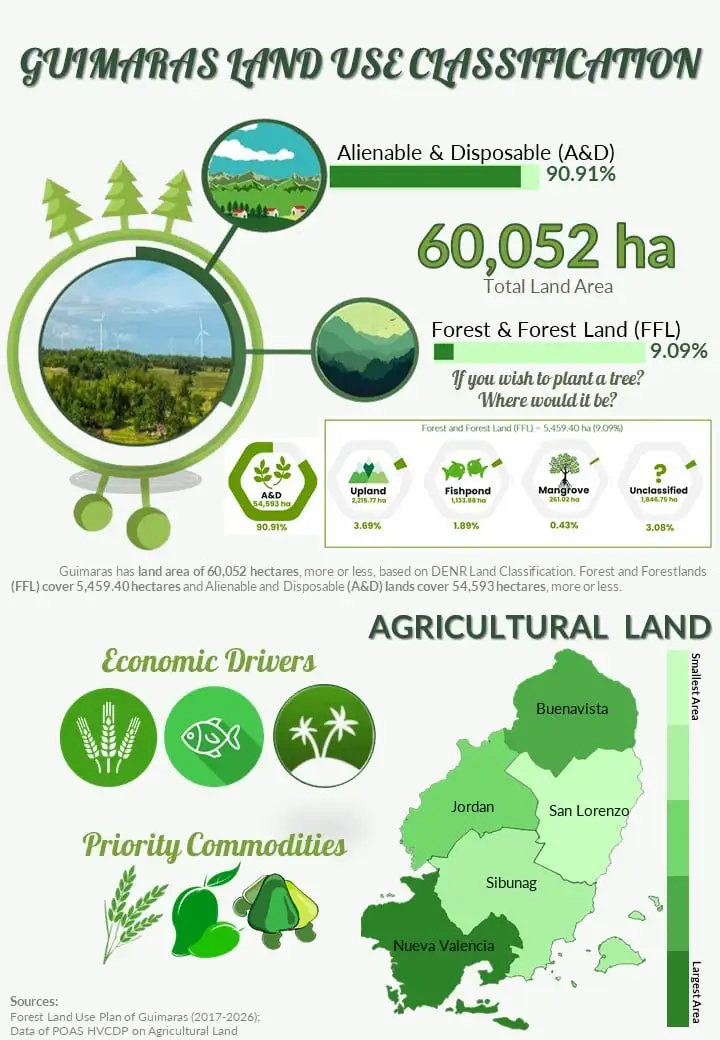 GUIMARAS LAND USE CLASSIFICATION
Alienable & Disposable (A&D)
90.91%
60,052 ha
Total Land Area
Forest & Forest Land (FFL)
9.09%
If you wish to plant a tree?
Where would it be?
Forest and Forest Land (FFL) - 5,459.40 ha (9.09%)
A&D
54,593 ha
90.91%
Upland
2,215.77 ha
3.69%
Fishpond
1,133.88 ha
1.89%
Mangrove
261.02 ha
0.43%
?
Unclassified
1,846.75 ha
3.08%
Guimaras has land area of 60,052 hectares, more or less, based on DENR Land Classification. Forest and Forestlands
(FFL) cover 5,459.40 hectares and Alienable and Disposable (A&D) lands cover 54,593 hectares, more or less.
AGRICULTURAL LAND
Economic Drivers
Smallest Area
Buenavista
Jordan
San Lorenzo
Priority Commodities
Sibunag
Nueva Valencia
Largest Area
Sources:
Forest Land Use Plan of Guimaras (2017-2026);
Data of POAS HVCDP on Agricultural Land